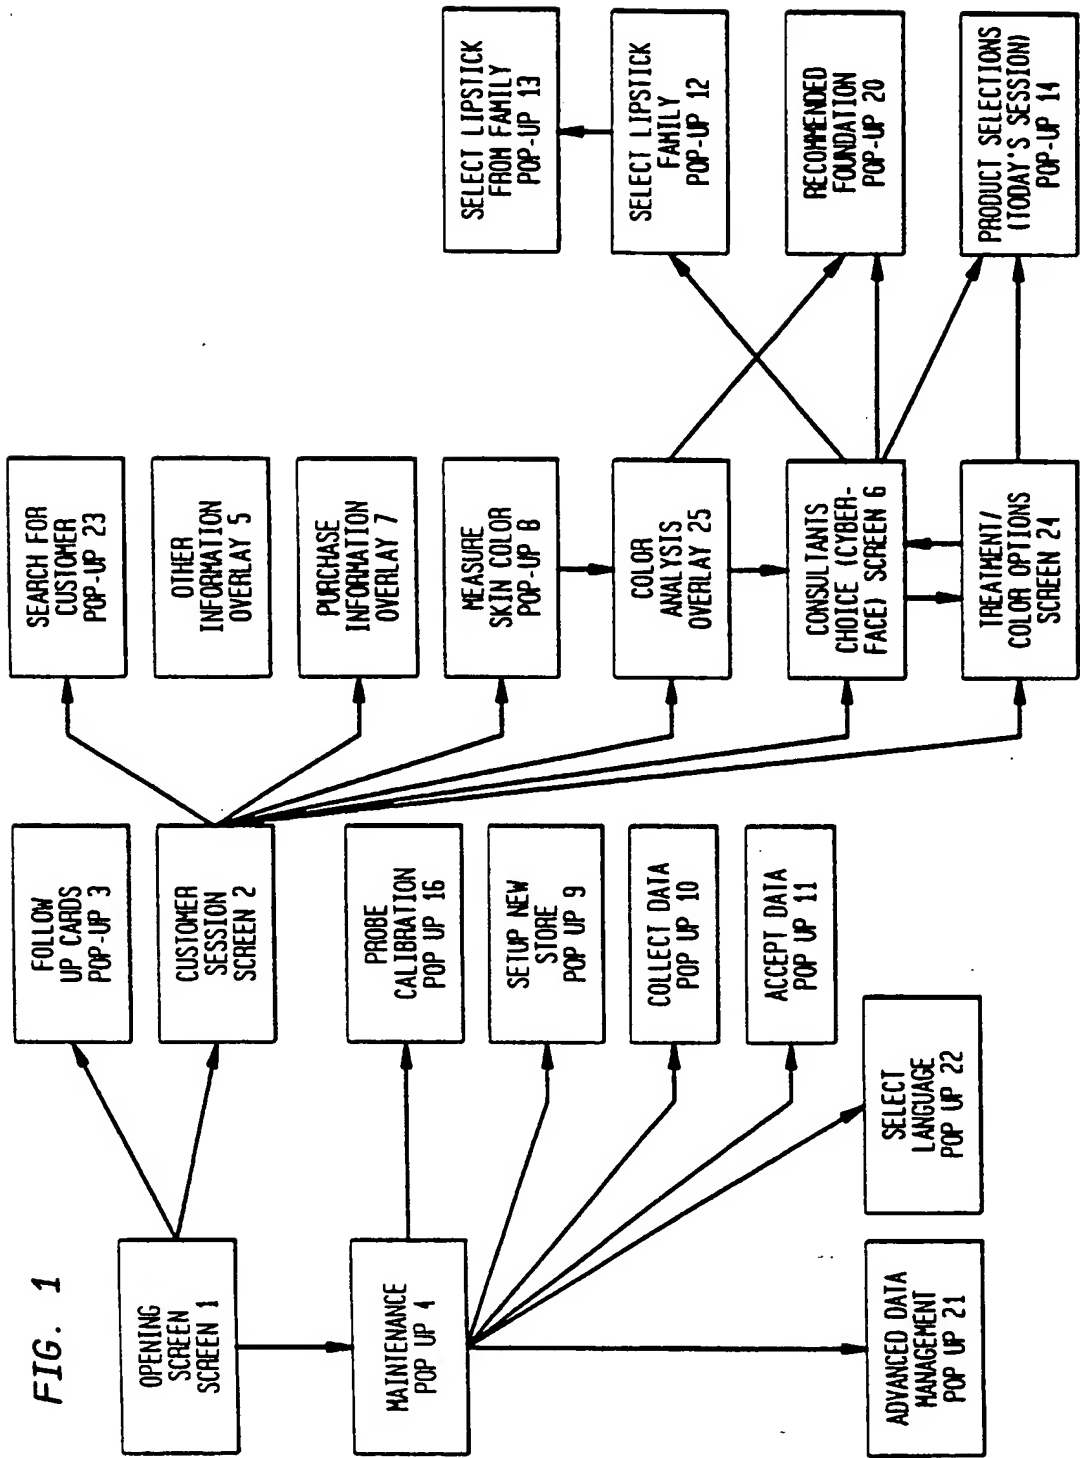 FIG. 1
OPENING
SCREEN
SCREEN 1
MAINTENANCE
POP UP 4
ADVANCED DATA
MANAGEMENT
POP UP 21
FOLLOW
UP CARDS
POP-UP 3
CUSTOMER
SESSION
SCREEN 2
PROBE
CALIBRATION
POP UP 16
SETUP NEW
STORE
POP UP 9
COLLECT DATA
POP UP 10
ACCEPT DATA
POP UP 11
SELECT
LANGUAGE
POP UP 22
SEARCH FOR
CUSTOMER
POP-UP 23
OTHER
INFORMATION
OVERLAY 5
PURCHASE
INFORMATION
OVERLAY 7
MEASURE
SKIN COLOR
POP-UP 8
COLOR
ANALYSIS
OVERLAY 25
CONSULTANTS
CHOICE (CYBER-
FACE) SCREEN 6
TREATMENT/
COLOR OPTIONS
SCREEN 24
SELECT LIPSTICK
FROM FAMILY
POP-UP 13
SELECT LIPSTICK
FAMILY
POP-UP 12
RECOMMENDED
FOUNDATION
POP-UP 20
PRODUCT SELECTIONS
(TODAY'S SESSION)
POP-UP 14